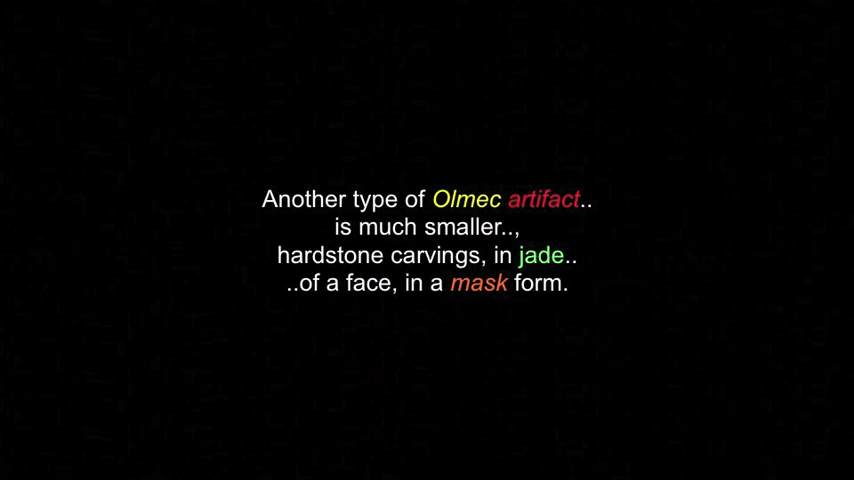 Another type of Olmec artifact..
is much smaller..,
hardstone carvings, in jade..
..of a face, in a mask form.